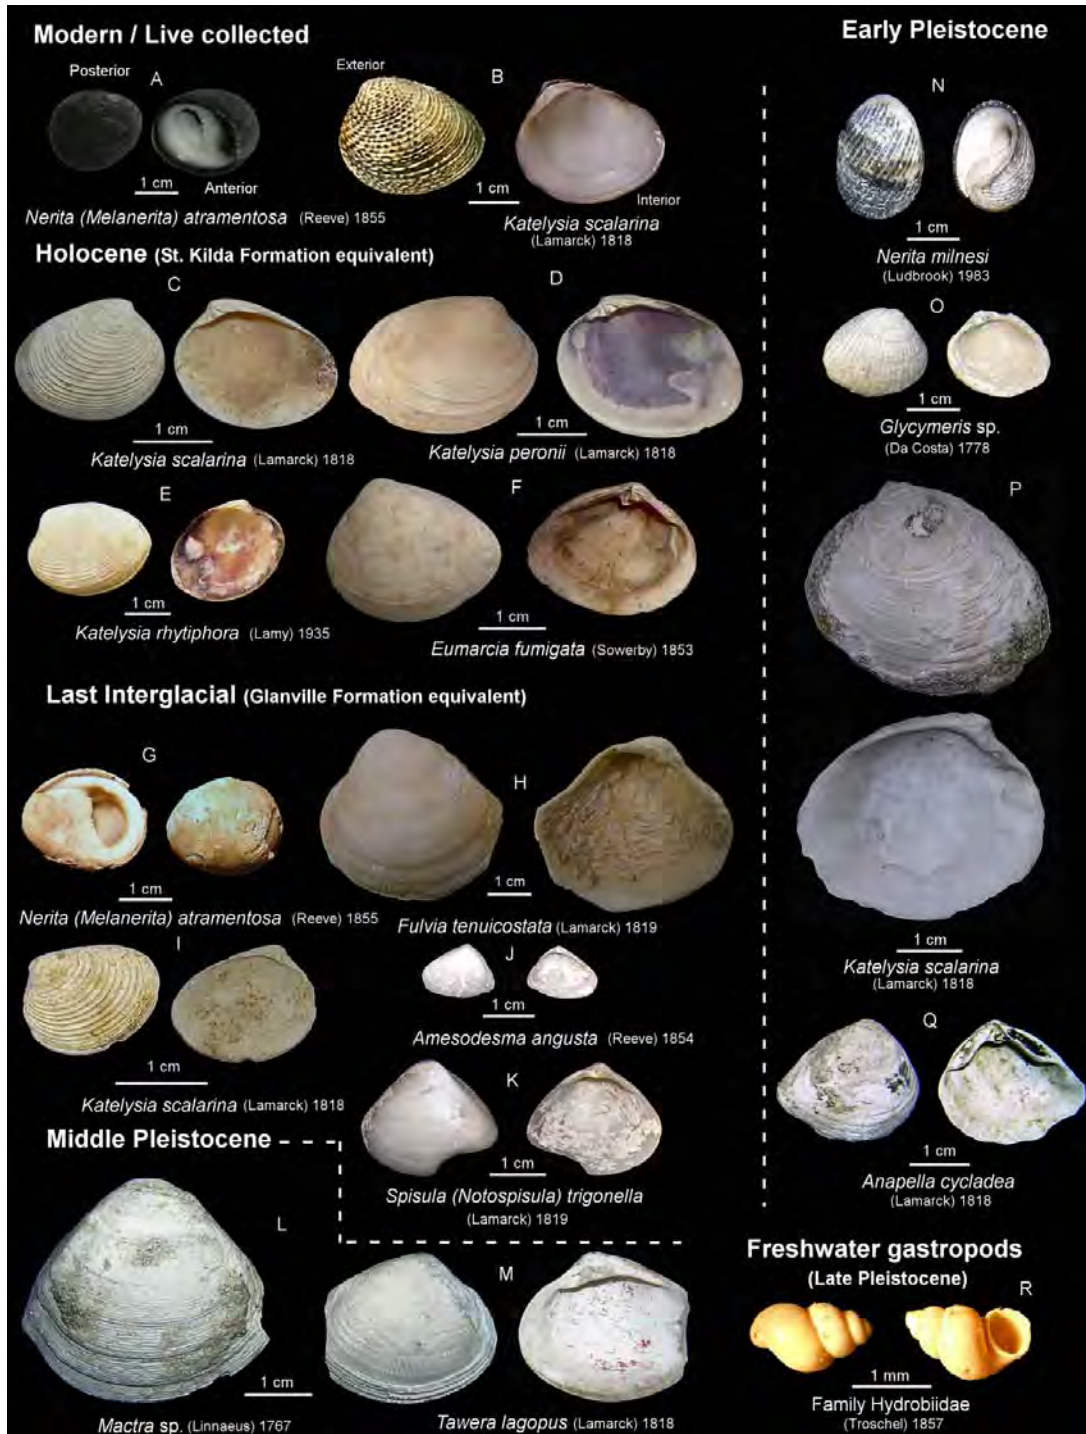 Modern / Live collected
Posterior
A
Anterior
1 cm
Nerita (Melanerita) atramentosa (Reeve) 1855
Exterior
B
Interior
1 cm
Katelysia scalarina
(Lamarck) 1818
Holocene (St. Kilda Formation equivalent)
C
1 cm
Katelysia scalarina (Lamarck) 1818
D
1 cm
Katelysia peronii (Lamarck) 1818
E
1 cm
Katelysia rhytiphora (Lamy) 1935
F
1 cm
Eumarcia fumigata (Sowerby) 1853
Last Interglacial (Glanville Formation equivalent)
G
1 cm
Nerita (Melanerita) atramentosa (Reeve) 1855
H
1 cm
Fulvia tenuicostata (Lamarck) 1819
I
1 cm
Katelysia scalarina (Lamarck) 1818
J
1 cm
Amesodesma angusta (Reeve) 1854
K
1 cm
Spisula (Notospisula) trigonella
(Lamarck) 1819
Middle Pleistocene
L
1 cm
Mactra sp. (Linnaeus) 1767
M
Tawera lagopus (Lamarck) 1818
Early Pleistocene
N
1 cm
Nerita milnesi
(Ludbrook) 1983
O
1 cm
Glycymeris sp.
(Da Costa) 1778
P
1 cm
Katelysia scalarina
(Lamarck) 1818
Q
1 cm
Anapella cycladea
(Lamarck) 1818
Freshwater gastropods
(Late Pleistocene)
R
1 mm
Family Hydrobiidae
(Troschel) 1857